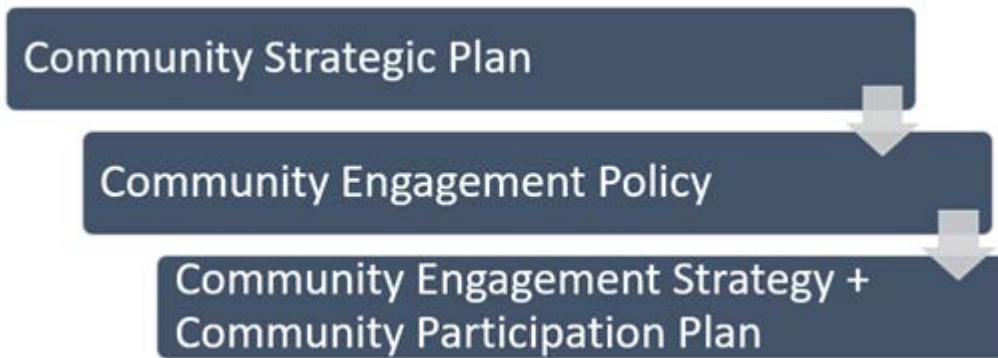 Community Strategic Plan
Community Engagement Policy
Community Engagement Strategy +
Community Participation Plan